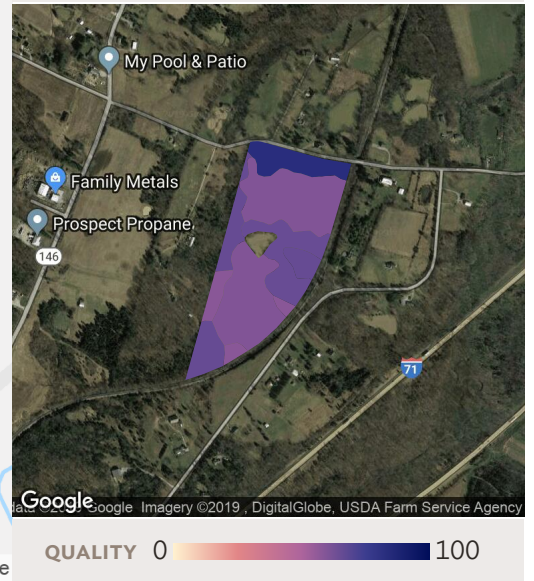 My Pool & Patio
Family Metals
Prospect Propane
146
71
Google
Google Imagery ©2019 , DigitalGlobe, USDA Farm Service Agency
QUALITY 0 100
e